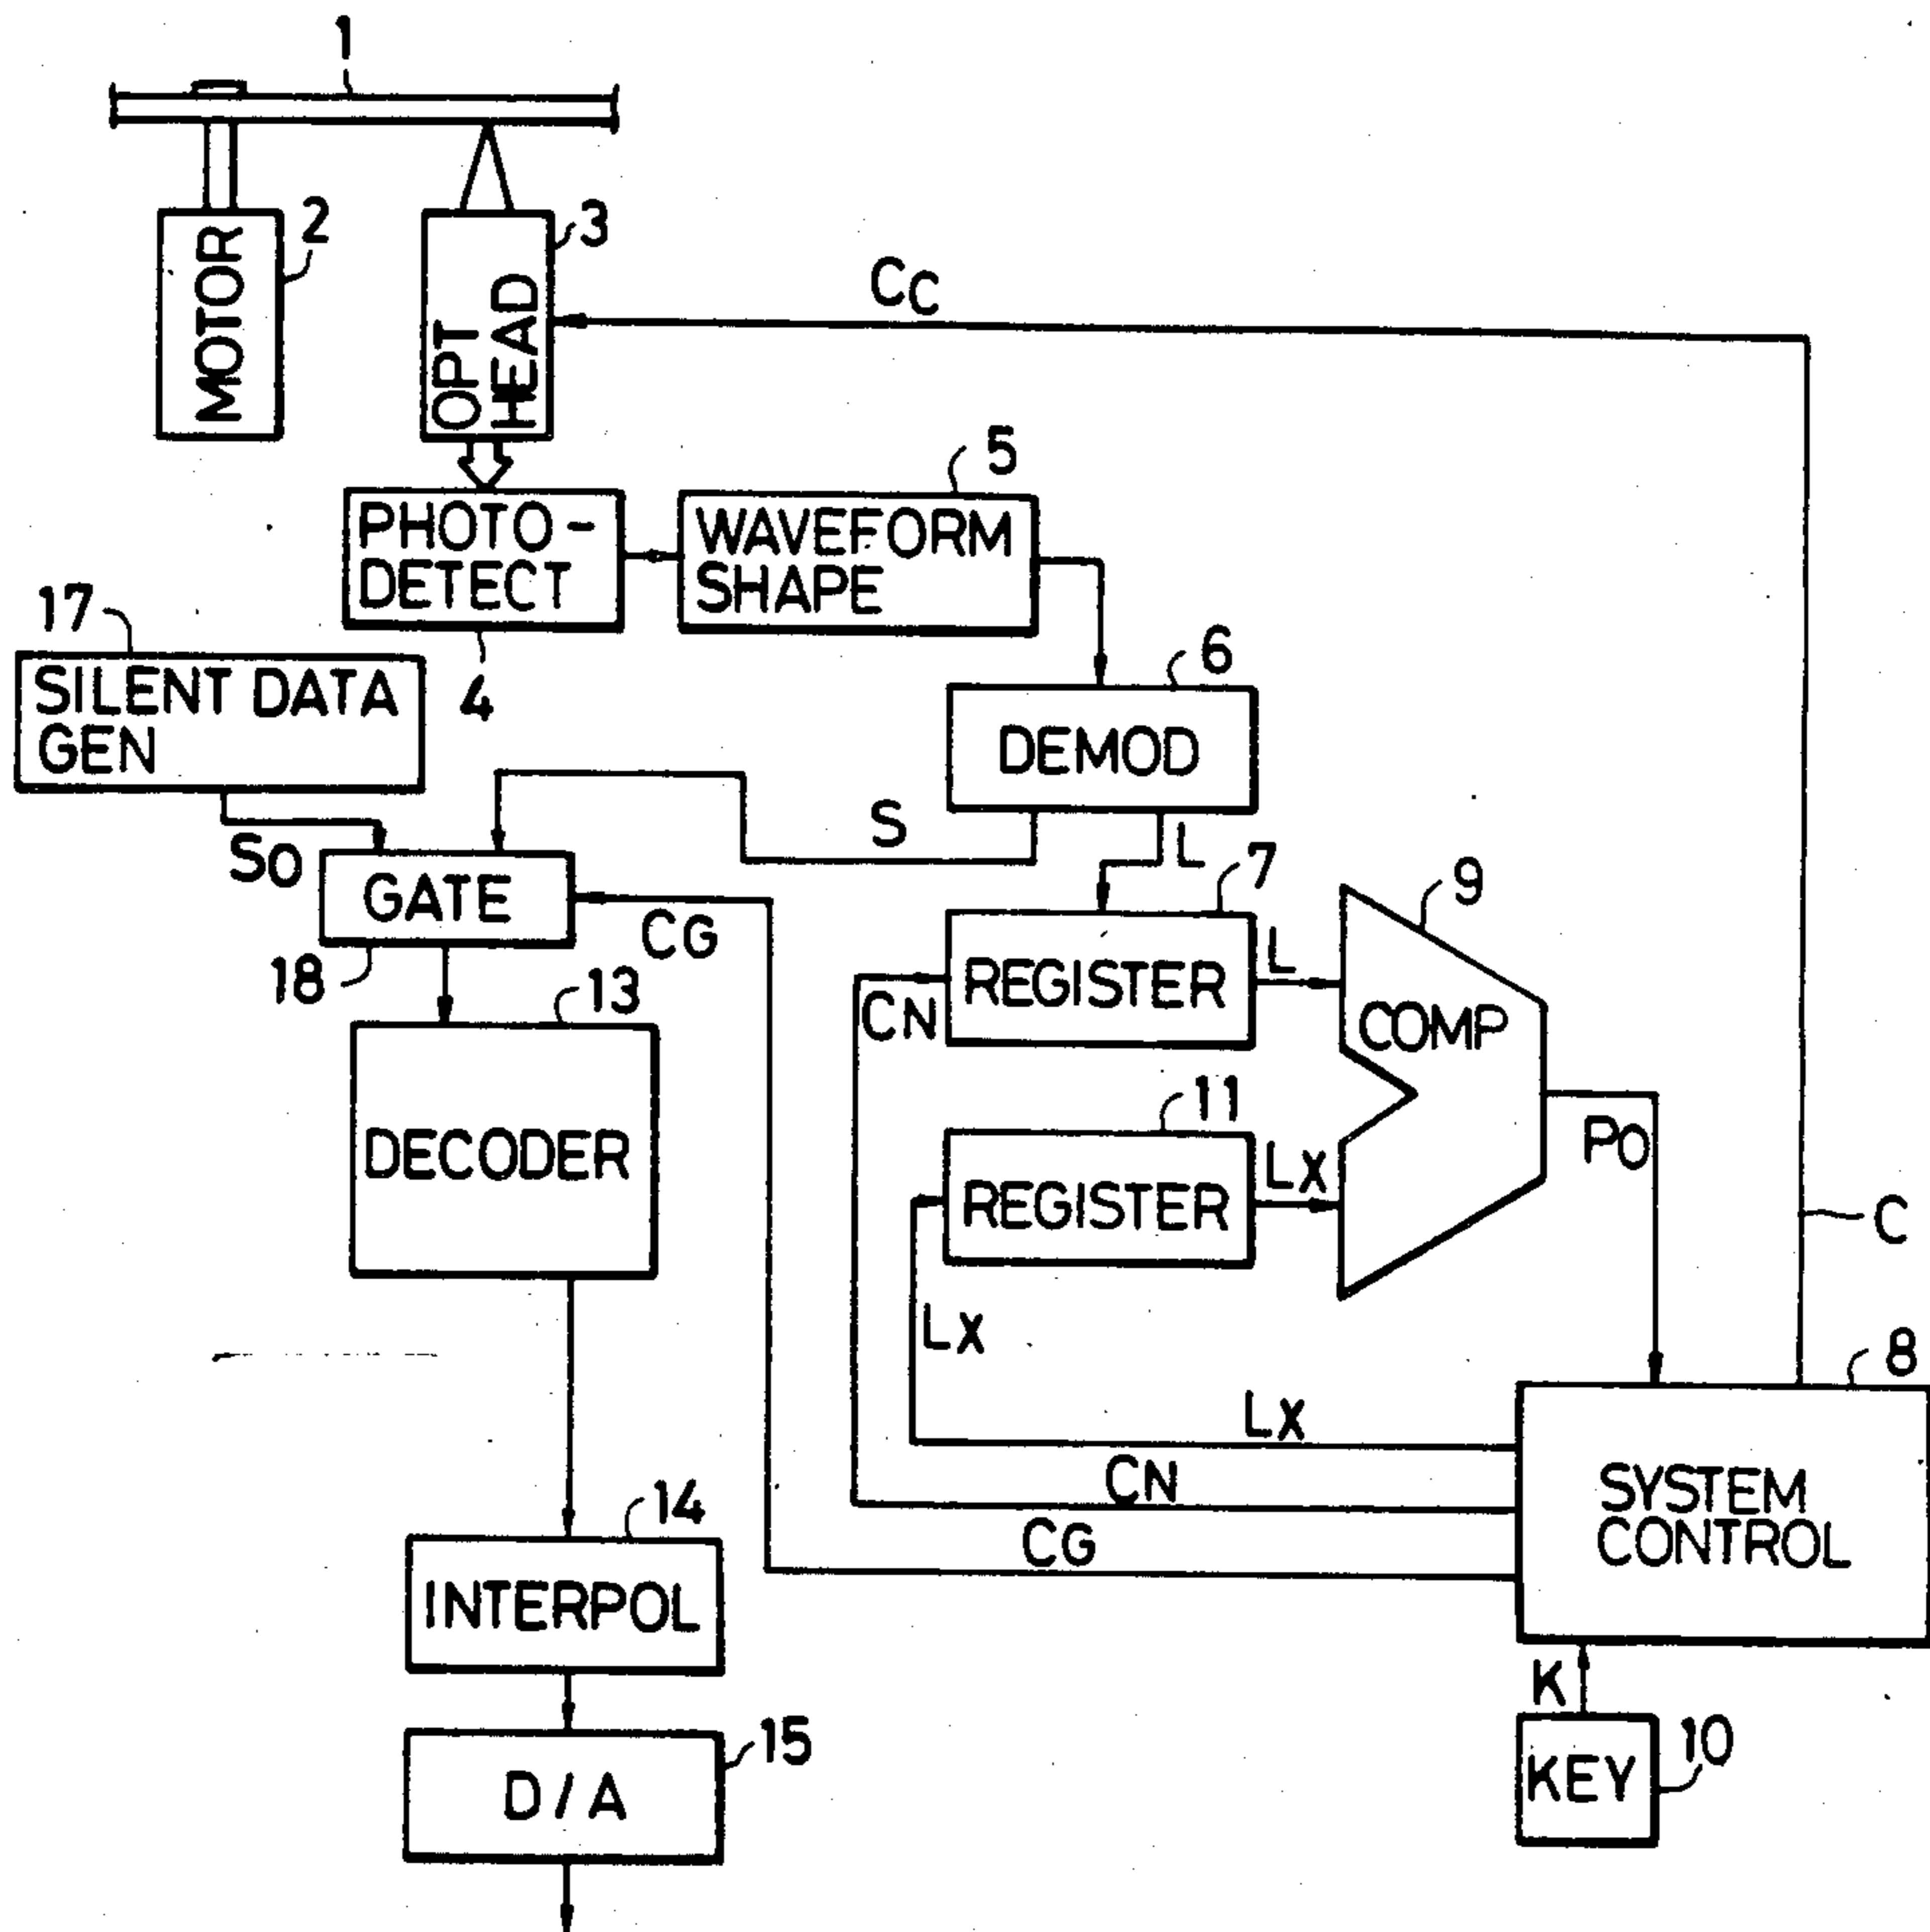 1
2
3
MOTOR
OPT
HEAD
Cc
5
PHOTO-
DETECT
WAVEFORM
SHAPE
17
4
6
SILENT DATA
GEN
DEMOD
S
L
So
7
9
GATE
CG
18
13
REGISTER
L
CN
COMP
11
DECODER
Po
REGISTER
LX
C
LX
8
LX
CN
14
CG
SYSTEM
CONTROL
INTERPOL
K
15
10
D/A
KEY